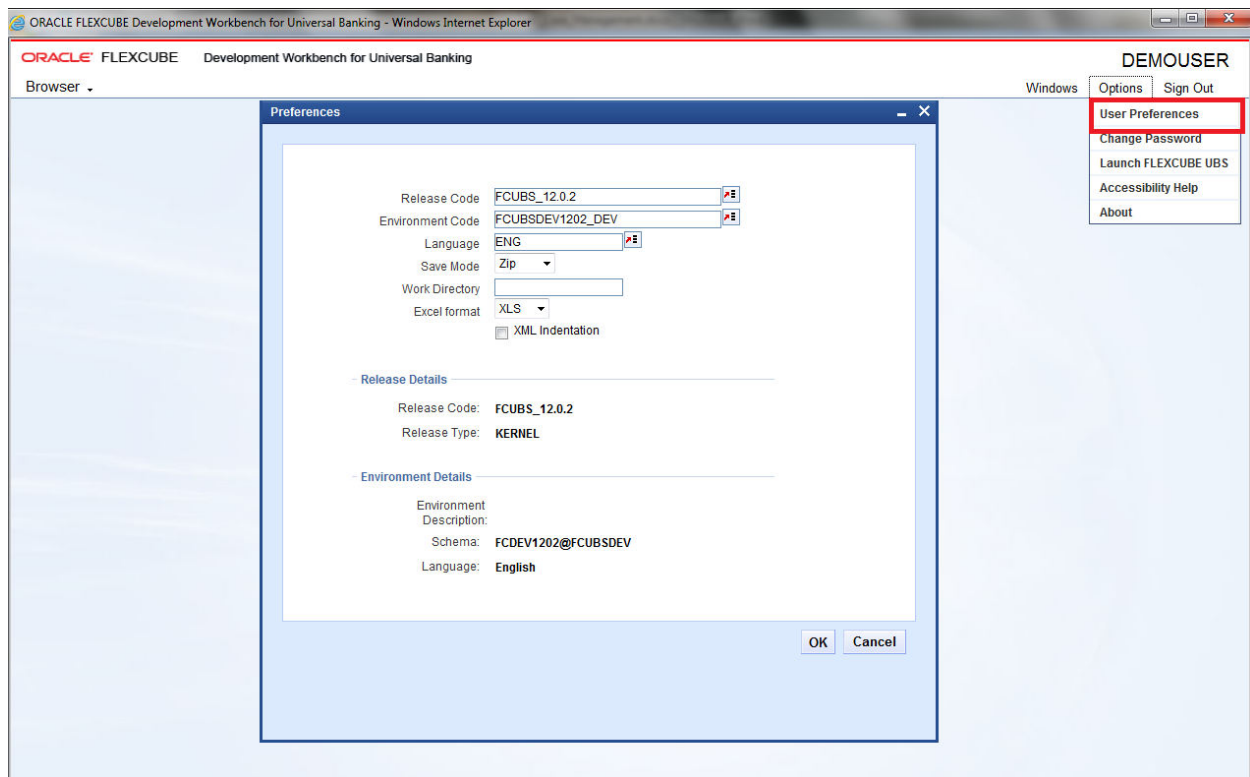 ORACLE FLEXCUBE Development Workbench for Universal Banking - Windows Internet Explorer
ORACLE FLEXCUBE Development Workbench for Universal Banking
DEMOUSER
Browser
Windows Options Sign Out
User Preferences
Change Password
Launch FLEXCUBE UBS
Accessibility Help
About
Preferences
Release Code FCUBS_12.0.2
Environment Code FCUBSDEV1202_DEV
Language ENG
Save Mode Zip
Work Directory
Excel format XLS
XML Indentation
Release Details
Release Code: FCUBS_12.0.2
Release Type: KERNEL
Environment Details
Environment
Description:
Schema: FCDEV1202@FCUBSDEV
Language: English
OK Cancel